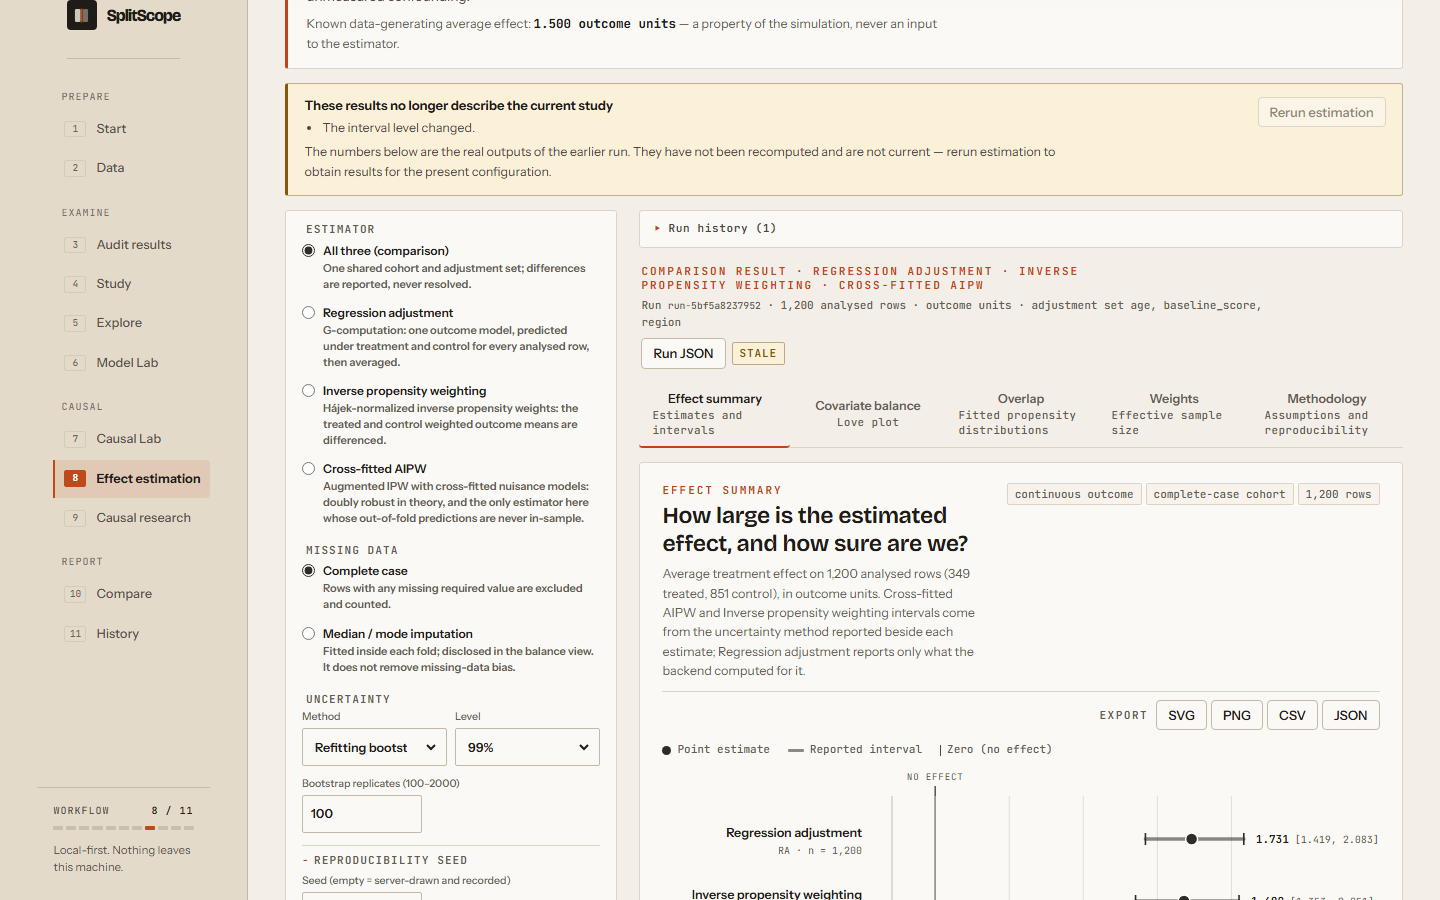 SplitScope
PREPARE
1 Start
2 Data
EXAMINE
3 Audit results
4 Study
5 Explore
6 Model Lab
CAUSAL
7 Causal Lab
8 Effect estimation
9 Causal research
REPORT
10 Compare
11 History
WORKFLOW 8 / 11
Local-first. Nothing leaves
this machine.
Known data-generating average effect: 1.500 outcome units — a property of the simulation, never an input
to the estimator.
These results no longer describe the current study
Rerun estimation
• The interval level changed.
The numbers below are the real outputs of the earlier run. They have not been recomputed and are not current — rerun estimation to
obtain results for the present configuration.
ESTIMATOR
All three (comparison)
One shared cohort and adjustment set; differences
are reported, never resolved.
Regression adjustment
G-computation: one outcome model, predicted
under treatment and control for every analysed row,
then averaged.
Inverse propensity weighting
Hájek-normalized inverse propensity weights: the
treated and control weighted outcome means are
differenced.
Cross-fitted AIPW
Augmented IPW with cross-fitted nuisance models:
doubly robust in theory, and the only estimator here
whose out-of-fold predictions are never in-sample.
MISSING DATA
Complete case
Rows with any missing required value are excluded
and counted.
Median / mode imputation
Fitted inside each fold; disclosed in the balance view.
It does not remove missing-data bias.
UNCERTAINTY
Method Level
Refitting bootst 99%
Bootstrap replicates (100–2000)
100
- REPRODUCIBILITY SEED
Seed (empty = server-drawn and recorded)
▸ Run history (1)
COMPARISON RESULT · REGRESSION ADJUSTMENT · INVERSE
PROPENSITY WEIGHTING · CROSS-FITTED AIPW
Run run-5bf5a8237952 · 1,200 analysed rows · outcome units · adjustment set age, baseline_score,
region
Run JSON STALE
Effect summary
Estimates and
intervals
Covariate balance
Love plot
Overlap
Fitted propensity
distributions
Weights
Effective sample
size
Methodology
Assumptions and
reproducibility
EFFECT SUMMARY
How large is the estimated
effect, and how sure are we?
continuous outcome complete-case cohort 1,200 rows
Average treatment effect on 1,200 analysed rows (349
treated, 851 control), in outcome units. Cross-fitted
AIPW and Inverse propensity weighting intervals come
from the uncertainty method reported beside each
estimate; Regression adjustment reports only what the
backend computed for it.
EXPORT SVG PNG CSV JSON
Point estimate Reported interval Zero (no effect)
NO EFFECT
Regression adjustment
RA · n = 1,200
1.731 [1.419, 2.083]
Inverse propensity weighting